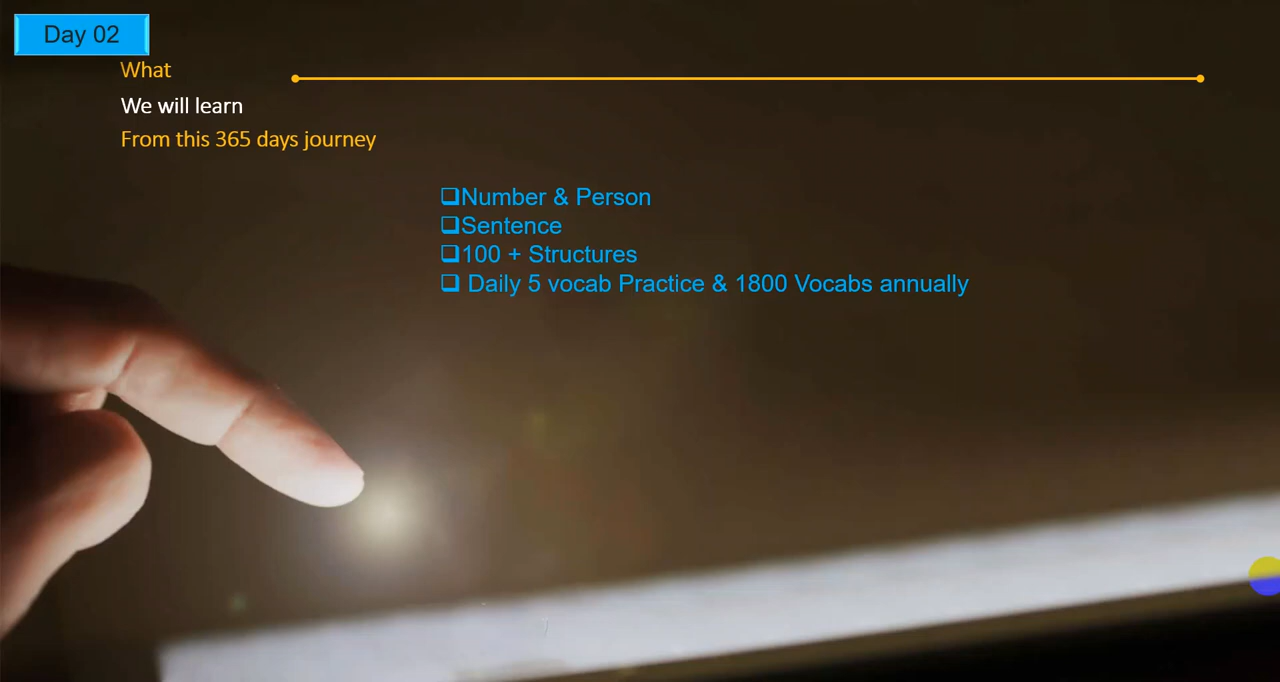 Day 02
What
We will learn
From this 365 days journey
❑Number & Person
❑Sentence
❑100 + Structures
❑ Daily 5 vocab Practice & 1800 Vocabs annually